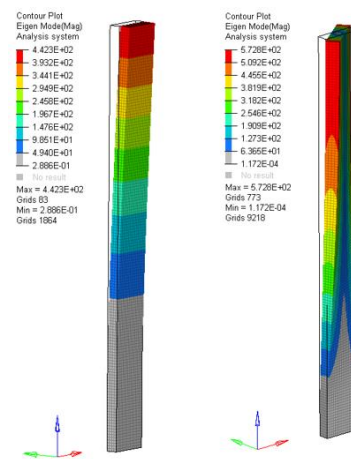 Contour Plot
Eigen Mode(Mag)
Analysis system
4.423E+02
3.932E+02
3.441E+02
2.949E+02
2.458E+02
1.967E+02
1.476E+02
9.851E+01
4.940E+01
2.886E-01
No result
Max = 4.423E+02
Grids 83
Min = 2.886E-01
Grids 1864
Contour Plot
Eigen Mode(Mag)
Analysis system
5.728E+02
5.092E+02
4.455E+02
3.819E+02
3.182E+02
2.546E+02
1.909E+02
1.273E+02
6.365E+01
1.172E-04
No result
Max = 5.728E+02
Grids 773
Min = 1.172E-04
Grids 9218